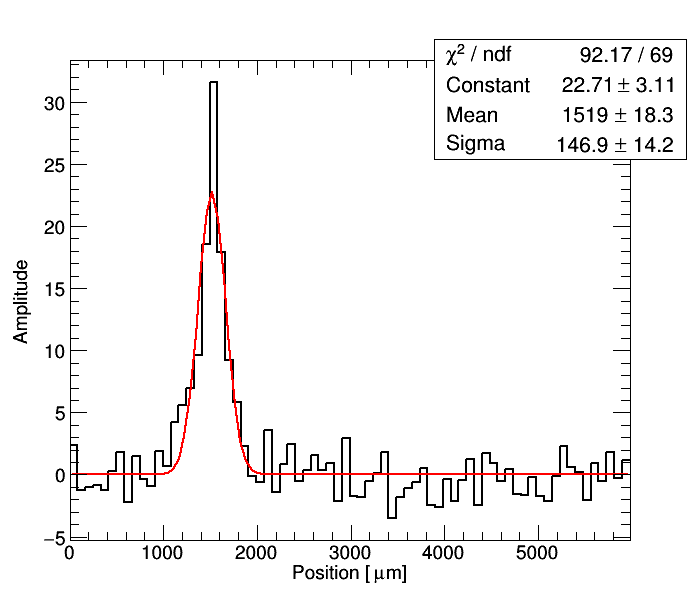 χ² / ndf 92.17 / 69
Constant 22.71 ± 3.11
Mean 1519 ± 18.3
Sigma 146.9 ± 14.2
30
25
20
15
10
5
0
−5
Amplitude
0 1000 2000 3000 4000 5000
Position [ μm]